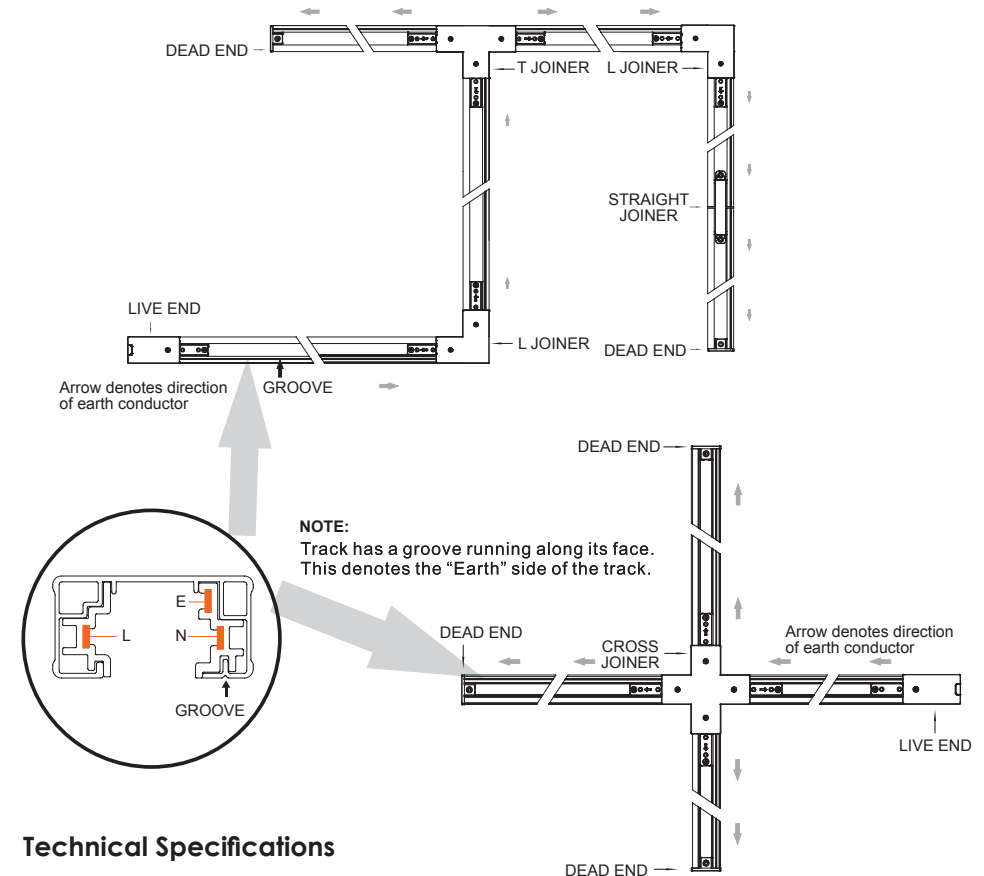 DEAD END
T JOINER
L JOINER
STRAIGHT
JOINER
LIVE END
L JOINER
DEAD END
Arrow denotes direction
of earth conductor
GROOVE
DEAD END
NOTE:
Track has a groove running along its face.
This denotes the “Earth” side of the track.
E
L
N
GROOVE
DEAD END
CROSS
JOINER
Arrow denotes direction
of earth conductor
LIVE END
Technical Specifications
DEAD END